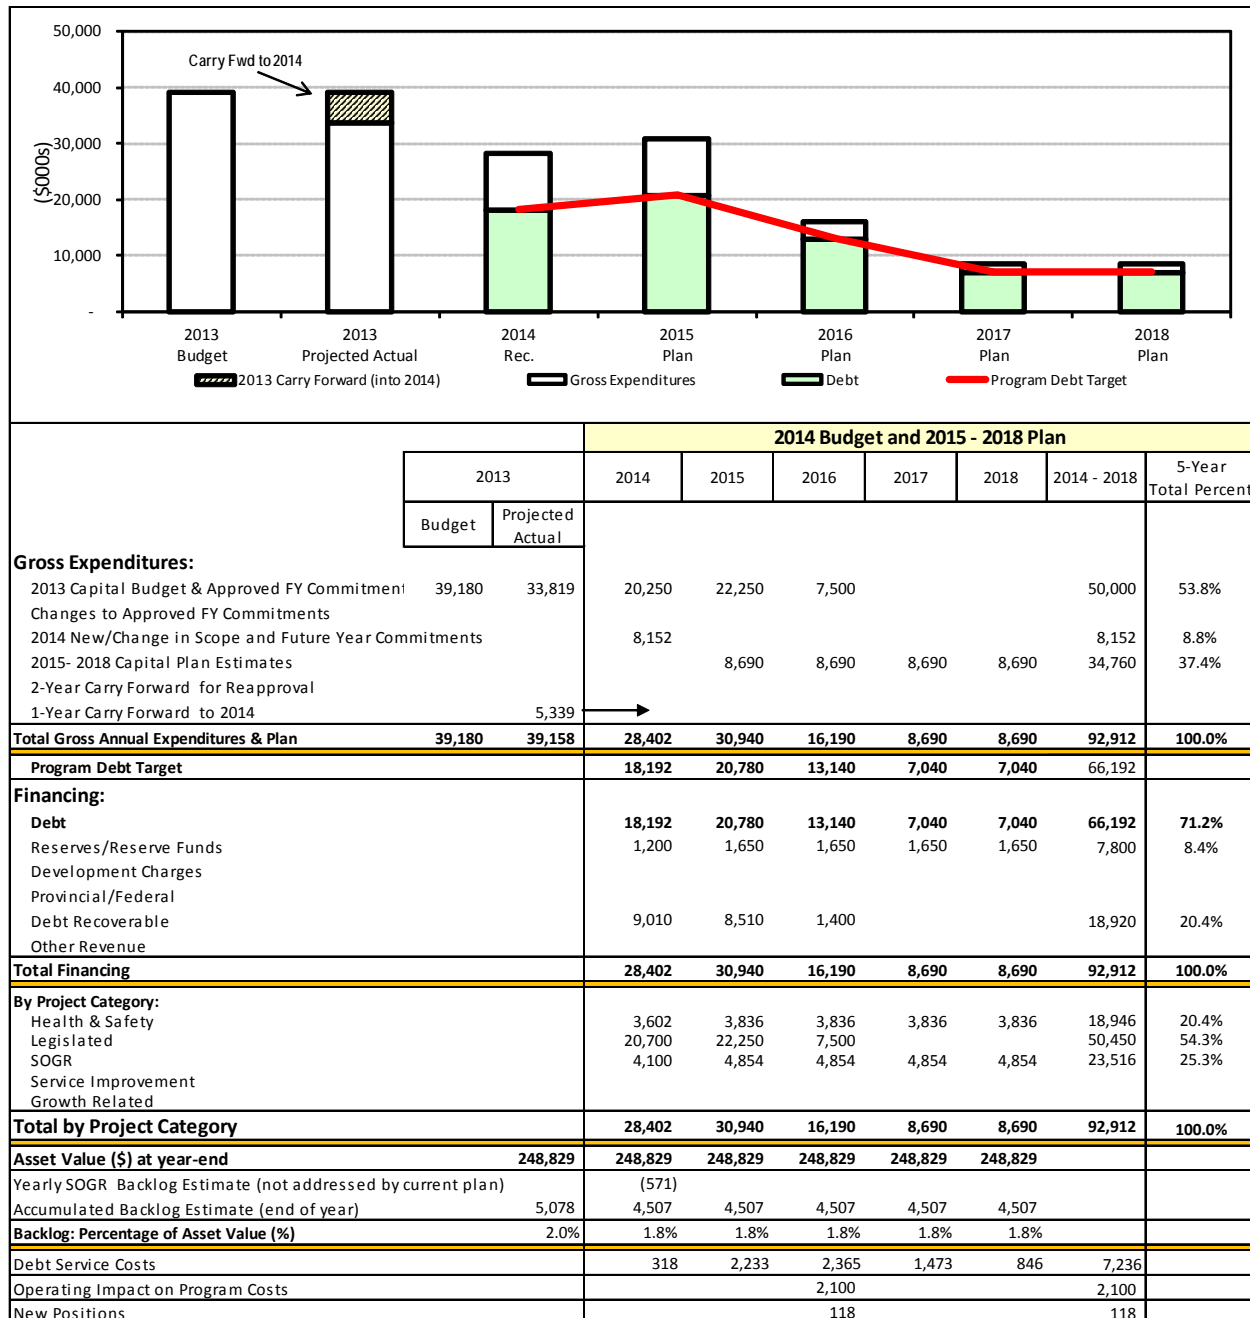 50,000
40,000
30,000
20,000
10,000
-
($000s)
Carry Fwd to 2014
2013 Budget
2013 Projected Actual
2014 Rec.
2015 Plan
2016 Plan
2017 Plan
2018 Plan
2013 Carry Forward (into 2014) Gross Expenditures Debt Program Debt Target
2014 Budget and 2015 - 2018 Plan
2013 2014 2015 2016 2017 2018 2014 - 2018 5-Year Total Percent
Budget Projected Actual
Gross Expenditures:
2013 Capital Budget & Approved FY Commitment 39,180 33,819 20,250 22,250 7,500 50,000 53.8%
Changes to Approved FY Commitments
2014 New/Change in Scope and Future Year Commitments 8,152 8,152 8.8%
2015- 2018 Capital Plan Estimates 8,690 8,690 8,690 8,690 34,760 37.4%
2-Year Carry Forward for Reapproval
1-Year Carry Forward to 2014 5,339
Total Gross Annual Expenditures & Plan 39,180 39,158 28,402 30,940 16,190 8,690 8,690 92,912 100.0%
Program Debt Target 18,192 20,780 13,140 7,040 7,040 66,192
Financing:
Debt 18,192 20,780 13,140 7,040 7,040 66,192 71.2%
Reserves/Reserve Funds 1,200 1,650 1,650 1,650 1,650 7,800 8.4%
Development Charges
Provincial/Federal
Debt Recoverable 9,010 8,510 1,400 18,920 20.4%
Other Revenue
Total Financing 28,402 30,940 16,190 8,690 8,690 92,912 100.0%
By Project Category:
Health & Safety 3,602 3,836 3,836 3,836 3,836 18,946 20.4%
Legislated 20,700 22,250 7,500 50,450 54.3%
SOGR 4,100 4,854 4,854 4,854 4,854 23,516 25.3%
Service Improvement
Growth Related
Total by Project Category 28,402 30,940 16,190 8,690 8,690 92,912 100.0%
Asset Value ($) at year-end 248,829 248,829 248,829 248,829 248,829 248,829
Yearly SOGR Backlog Estimate (not addressed by current plan) (571)
Accumulated Backlog Estimate (end of year) 5,078 4,507 4,507 4,507 4,507 4,507
Backlog: Percentage of Asset Value (%) 2.0% 1.8% 1.8% 1.8% 1.8% 1.8%
Debt Service Costs 318 2,233 2,365 1,473 846 7,236
Operating Impact on Program Costs 2,100 2,100
New Positions 118 118